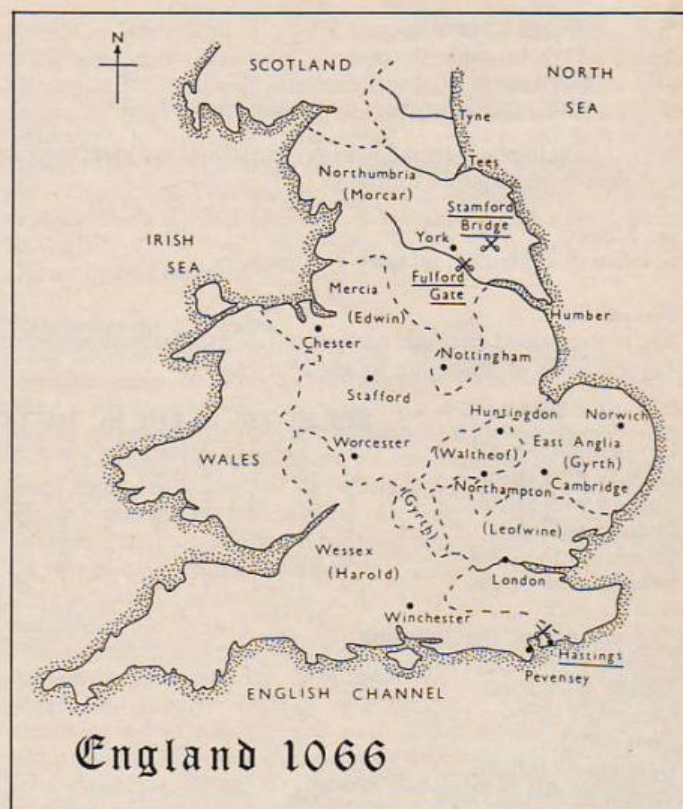 N
SCOTLAND
NORTH
SEA
Tyne
Tees
Northumbria
(Morcar)
Stamford
Bridge
York
IRISH
SEA
Fulford
Gate
Mercia
(Edwin)
Humber
Chester
Nottingham
Stafford
Huntingdon
Norwich
East Anglia
(Gyrth)
Worcester
(Waltheof)
WALES
Cambridge
Northampton
(Gyrth)
(Leofwine)
Wessex
(Harold)
London
Winchester
Hastings
Pevensey
ENGLISH CHANNEL
England 1066